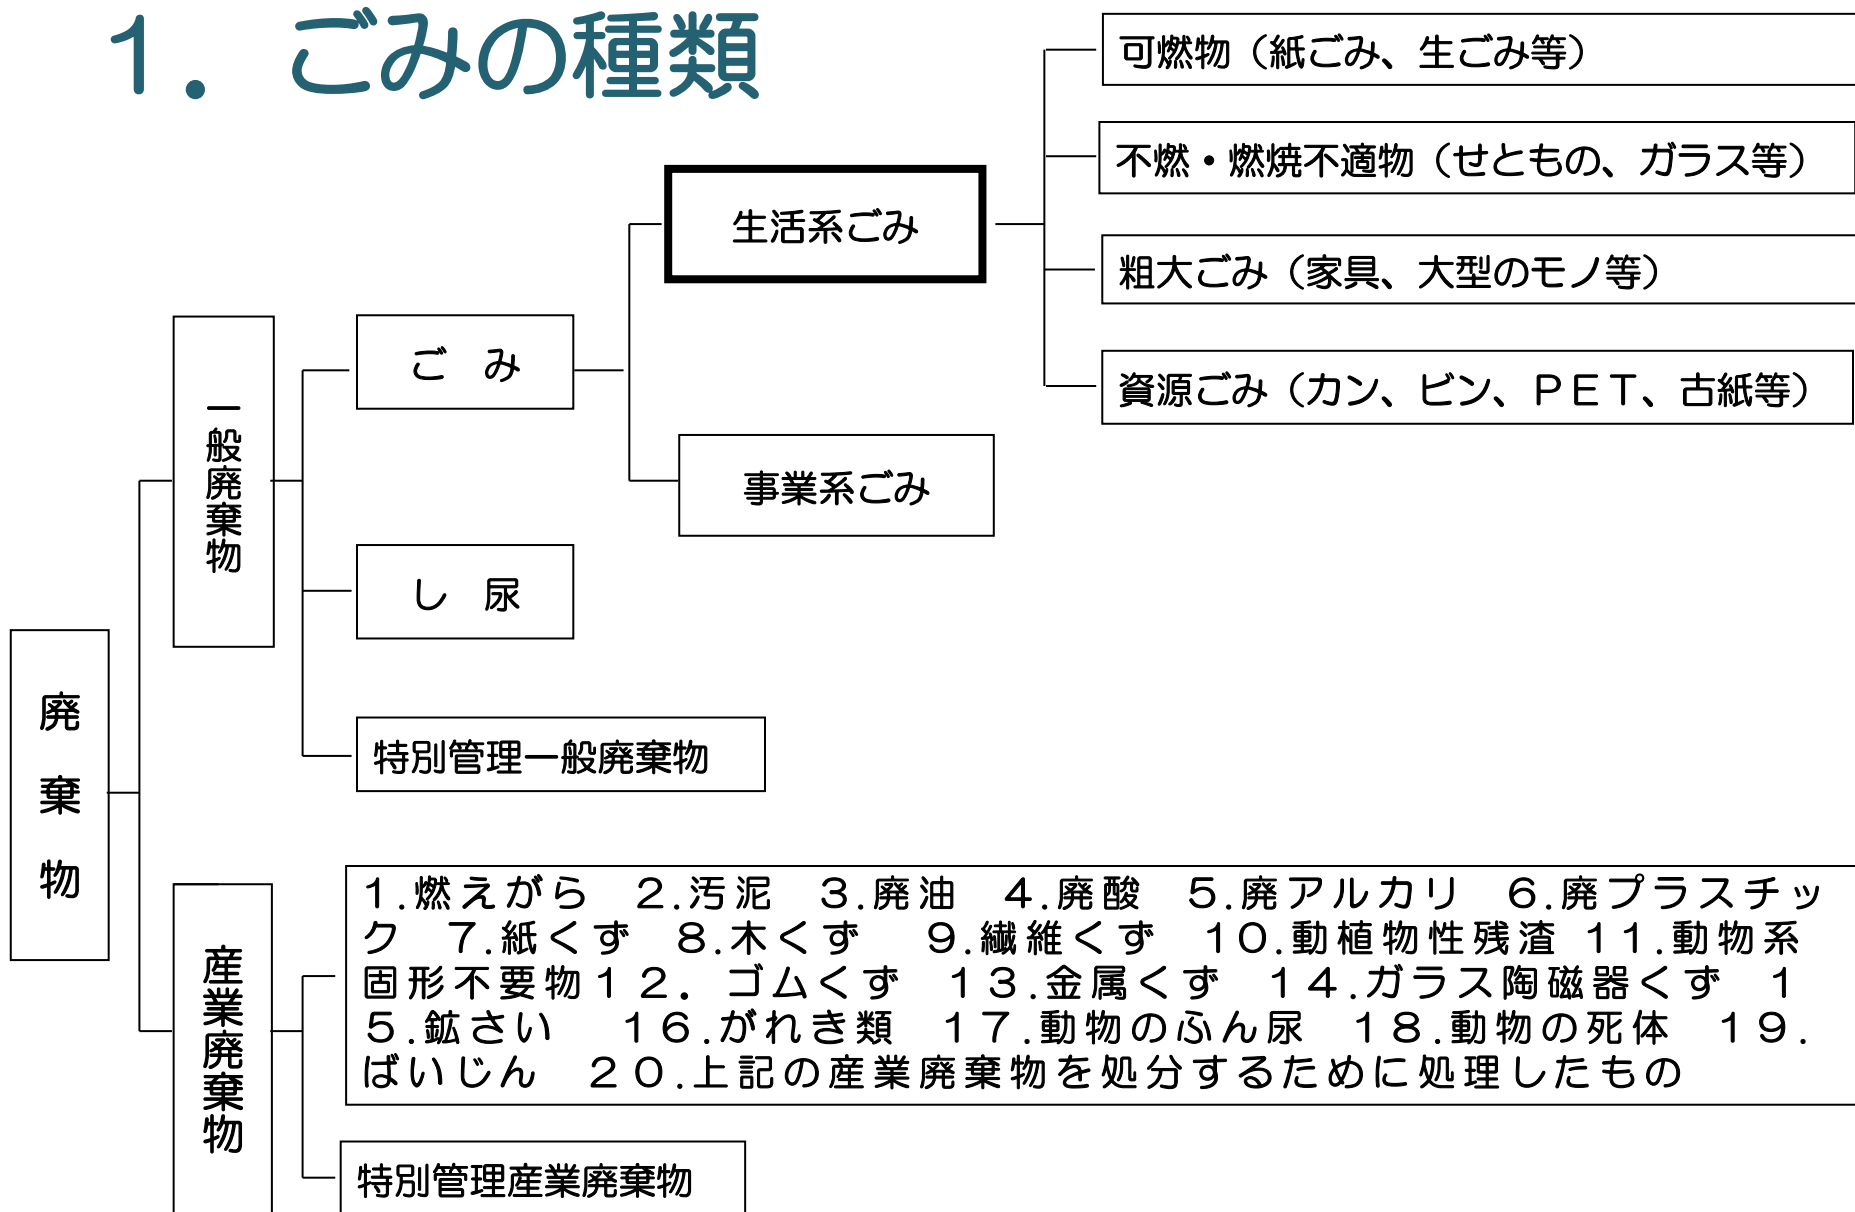 １．ごみの種類
可燃物（紙ごみ、生ごみ等）
不燃・燃焼不適物（せともの、ガラス等）
生活系ごみ
粗大ごみ（家具、大型のモノ等）
ごみ
資源ごみ（カン、ビン、ＰＥＴ、古紙等）
一般廃棄物
事業系ごみ
し尿
廃棄物
特別管理一般廃棄物
産業廃棄物
１.燃えがら　２.汚泥　３.廃油　４.廃酸　５.廃アルカリ　６.廃プラスチッ
ク　７.紙くず　８.木くず　 ９.繊維くず　１０.動植物性残渣 １１.動物系
固形不要物１２．ゴムくず　１３.金属くず　１４.ガラス陶磁器くず　１
５.鉱さい　 １６.がれき類　１７.動物のふん尿　１８.動物の死体　１９.
ばいじん　２０.上記の産業廃棄物を処分するために処理したもの
特別管理産業廃棄物